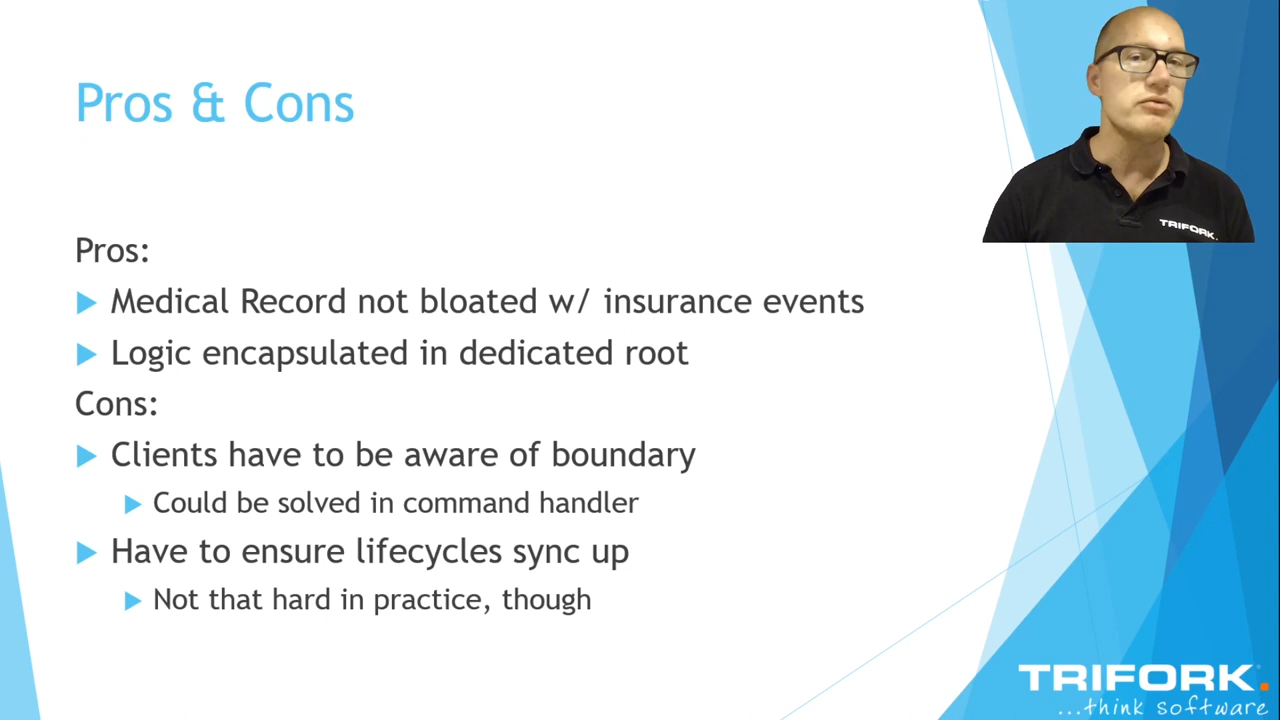 Pros & Cons
TRIFORK.
Pros:
Medical Record not bloated w/ insurance events
Logic encapsulated in dedicated root
Cons:
Clients have to be aware of boundary
Could be solved in command handler
Have to ensure lifecycles sync up
Not that hard in practice, though
TRIFORK.
...think software